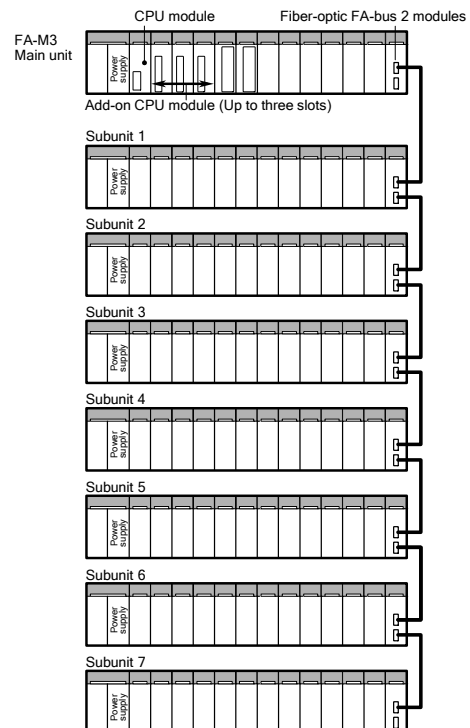 CPU module
Fiber-optic FA-bus 2 modules
FA-M3
Main unit
Power
supply
Add-on CPU module (Up to three slots)
Subunit 1
Power
supply
Subunit 2
Power
supply
Subunit 3
Power
supply
Subunit 4
Power
supply
Subunit 5
Power
supply
Subunit 6
Power
supply
Subunit 7
Power
supply